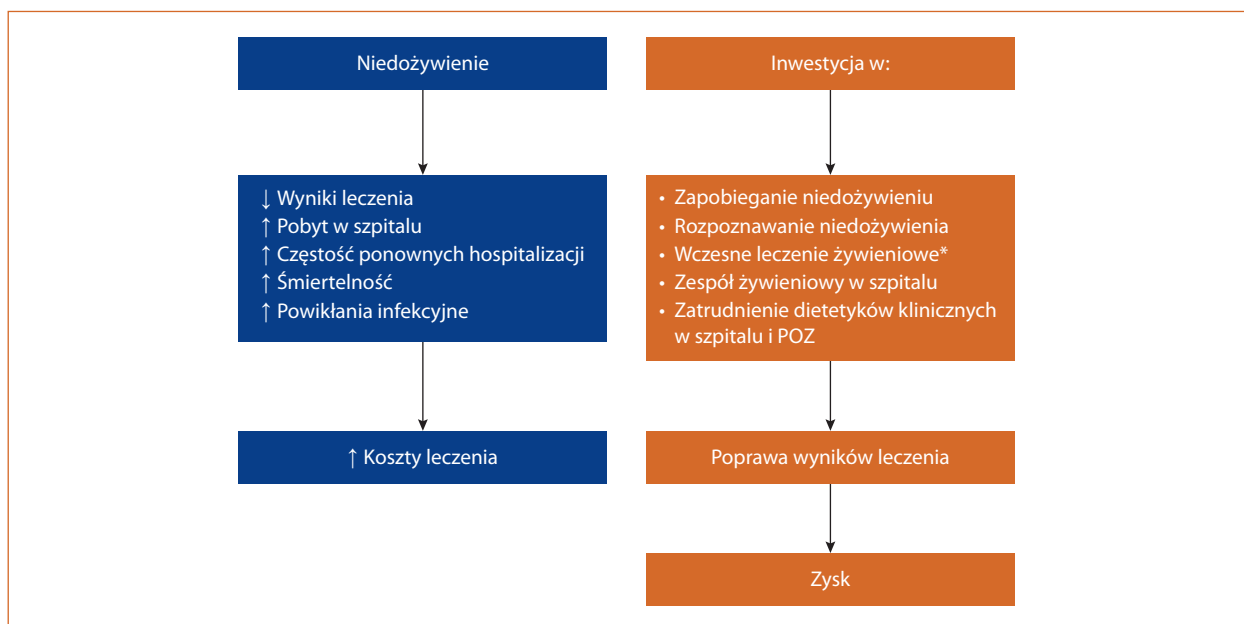 Niedożywienie
↓ Wyniki leczenia
↑ Pobyt w szpitalu
↑ Częstość ponownych hospitalizacji
↑ Śmiertelność
↑ Powikłania infekcyjne
↑ Koszty leczenia
Inwestycja w:
• Zapobieganie niedożywieniu
• Rozpoznawanie niedożywienia
• Wczesne leczenie żywieniowe*
• Zespół żywieniowy w szpitalu
• Zatrudnienie dietetyków klinicznych
w szpitalu i POZ
Poprawa wyników leczenia
Zysk